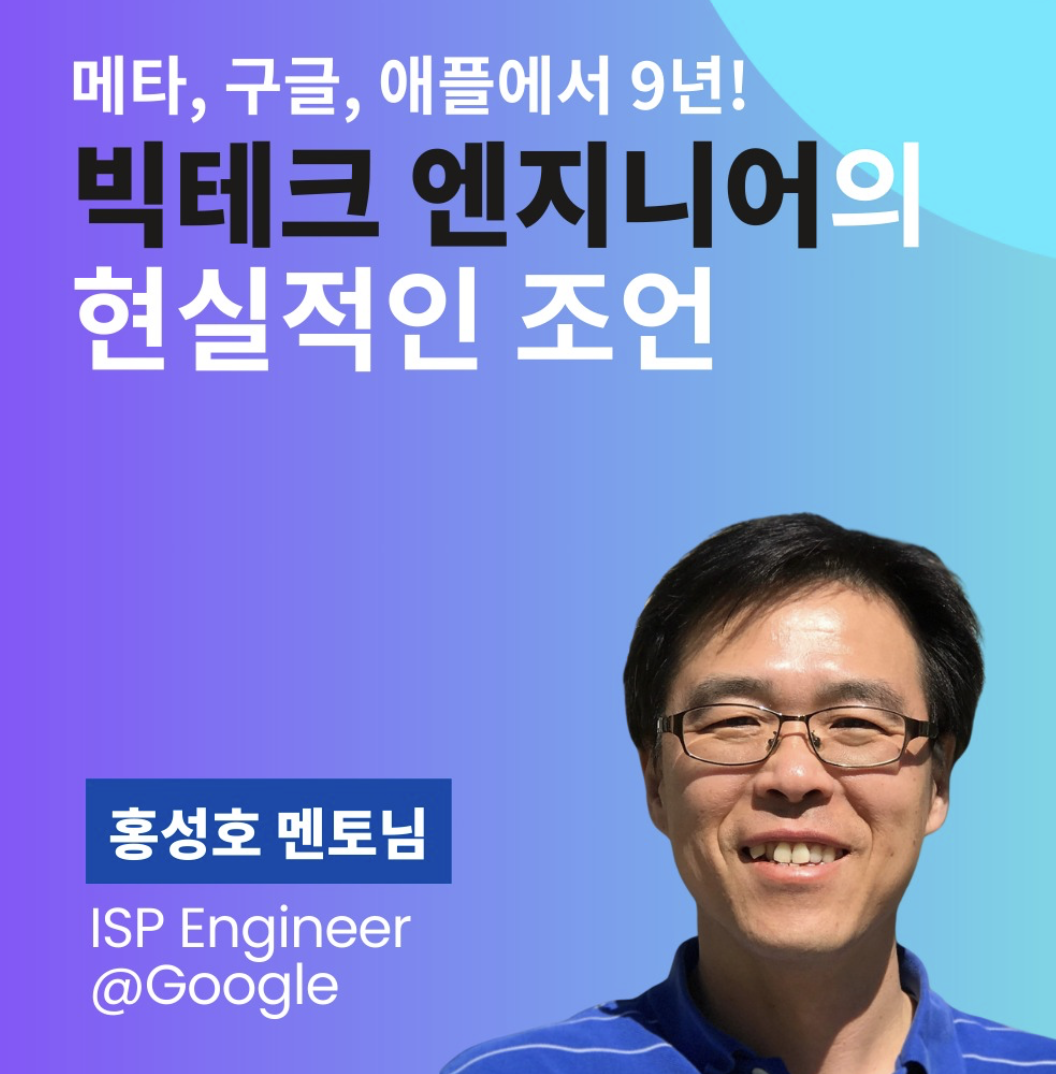 메타, 구글, 애플에서 9년!
빅테크 엔지니어의
현실적인 조언
홍성호 멘토님
ISP Engineer
@Google